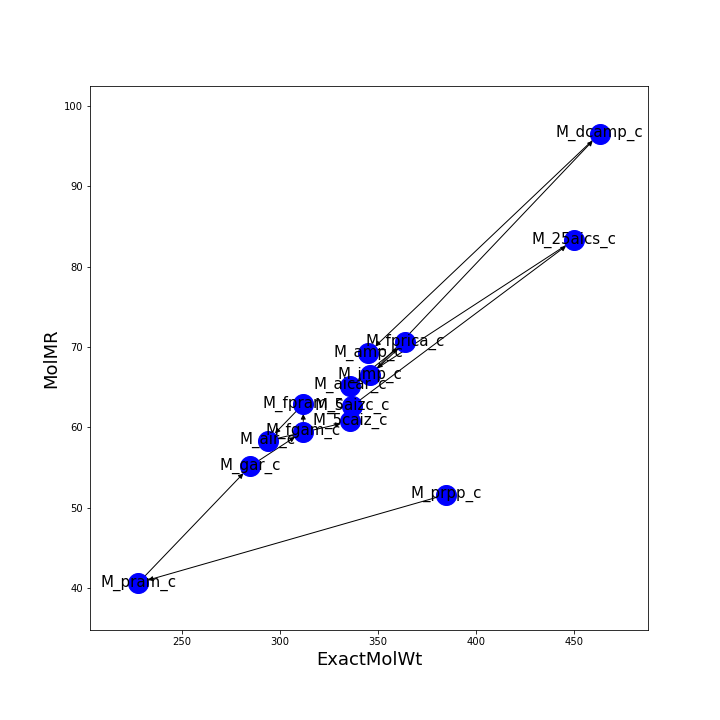 100
M_dcamp_c
90
M_25aics_c
80
70
M_fprica_c
M_amp_c
M_imp_c
M_aicar_c
M_fpram_c
M_5aizc_c
M_5caiz_c
60
M_fgam_c
M_air_c
M_gar_c
M_prpp_c
50
M_pram_c
40
MolMR
250
300
350
400
450
ExactMolWt